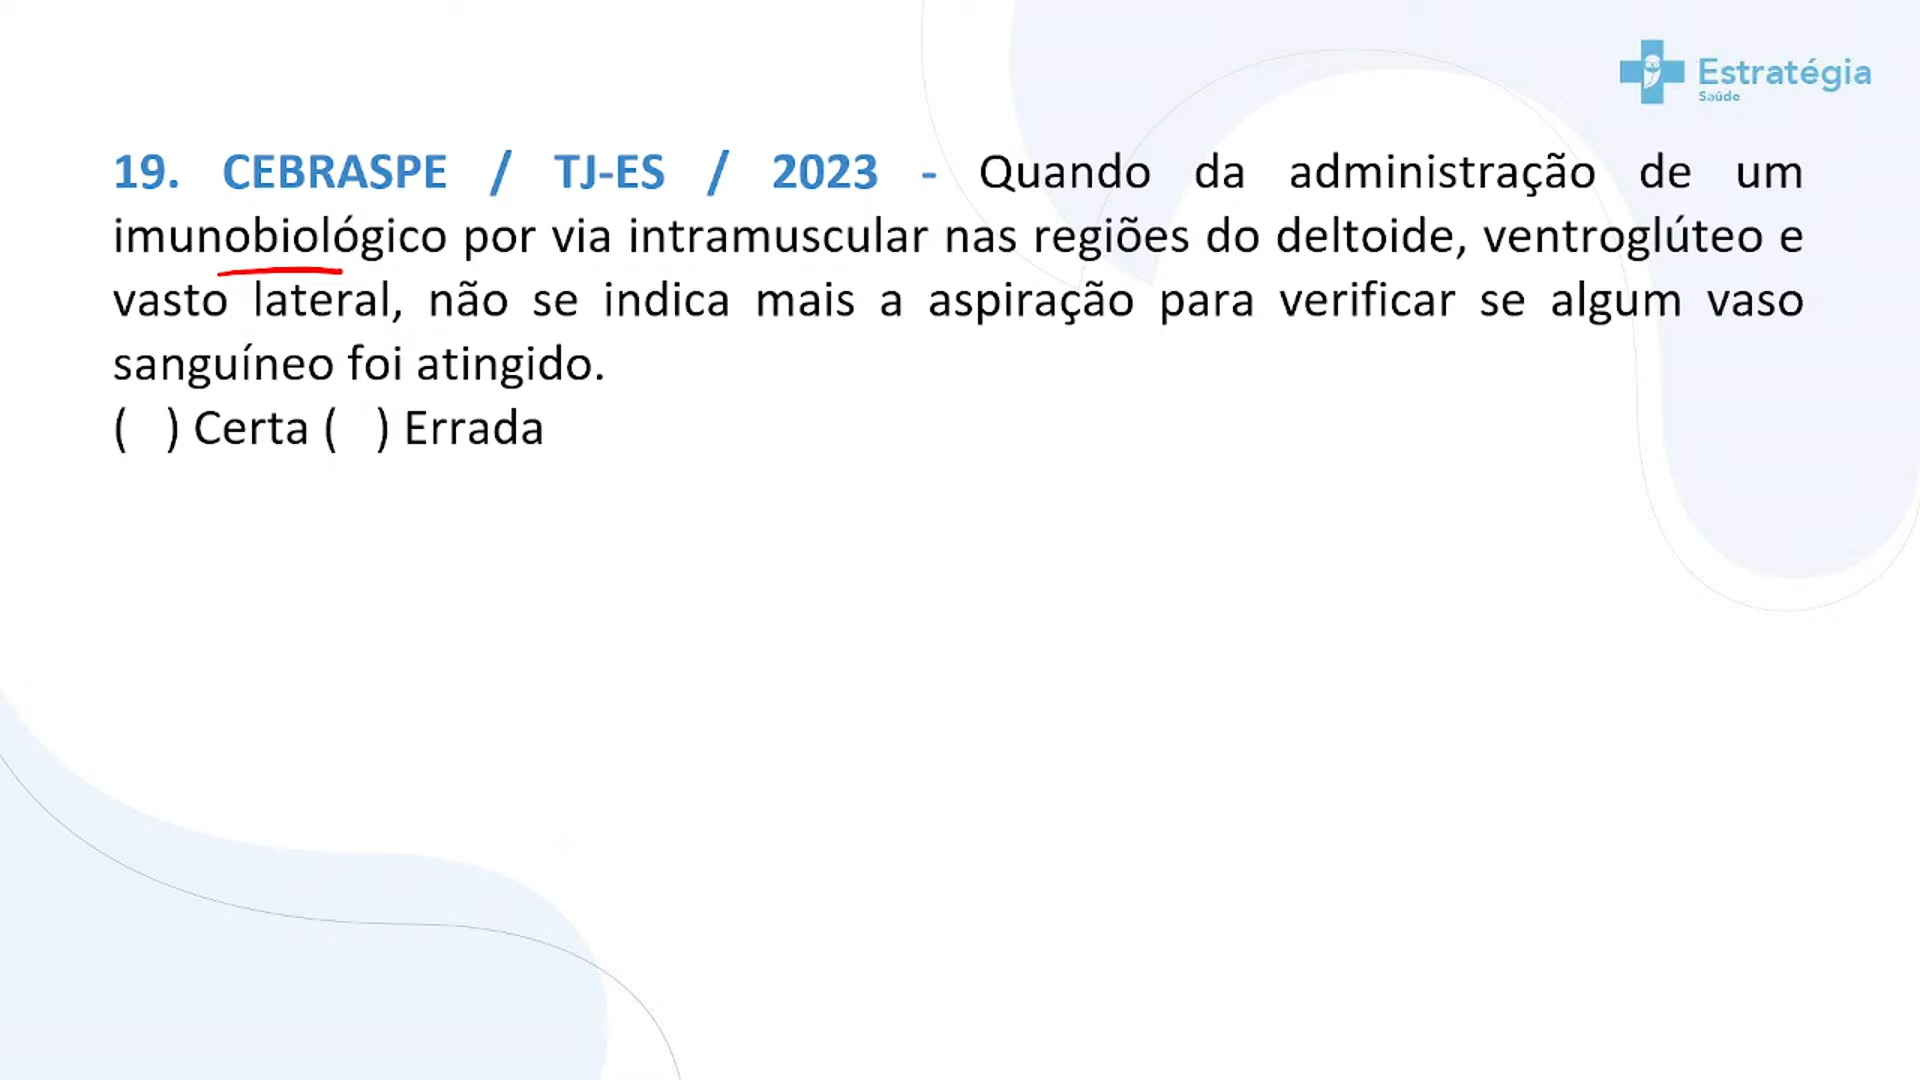 Estratégia
Saúde
19. CEBRASPE / TJ-ES / 2023 - Quando da administração de um
imunobiológico por via intramuscular nas regiões do deltoide, ventroglúteo e
vasto lateral, não se indica mais a aspiração para verificar se algum vaso
sanguíneo foi atingido.
( ) Certa ( ) Errada